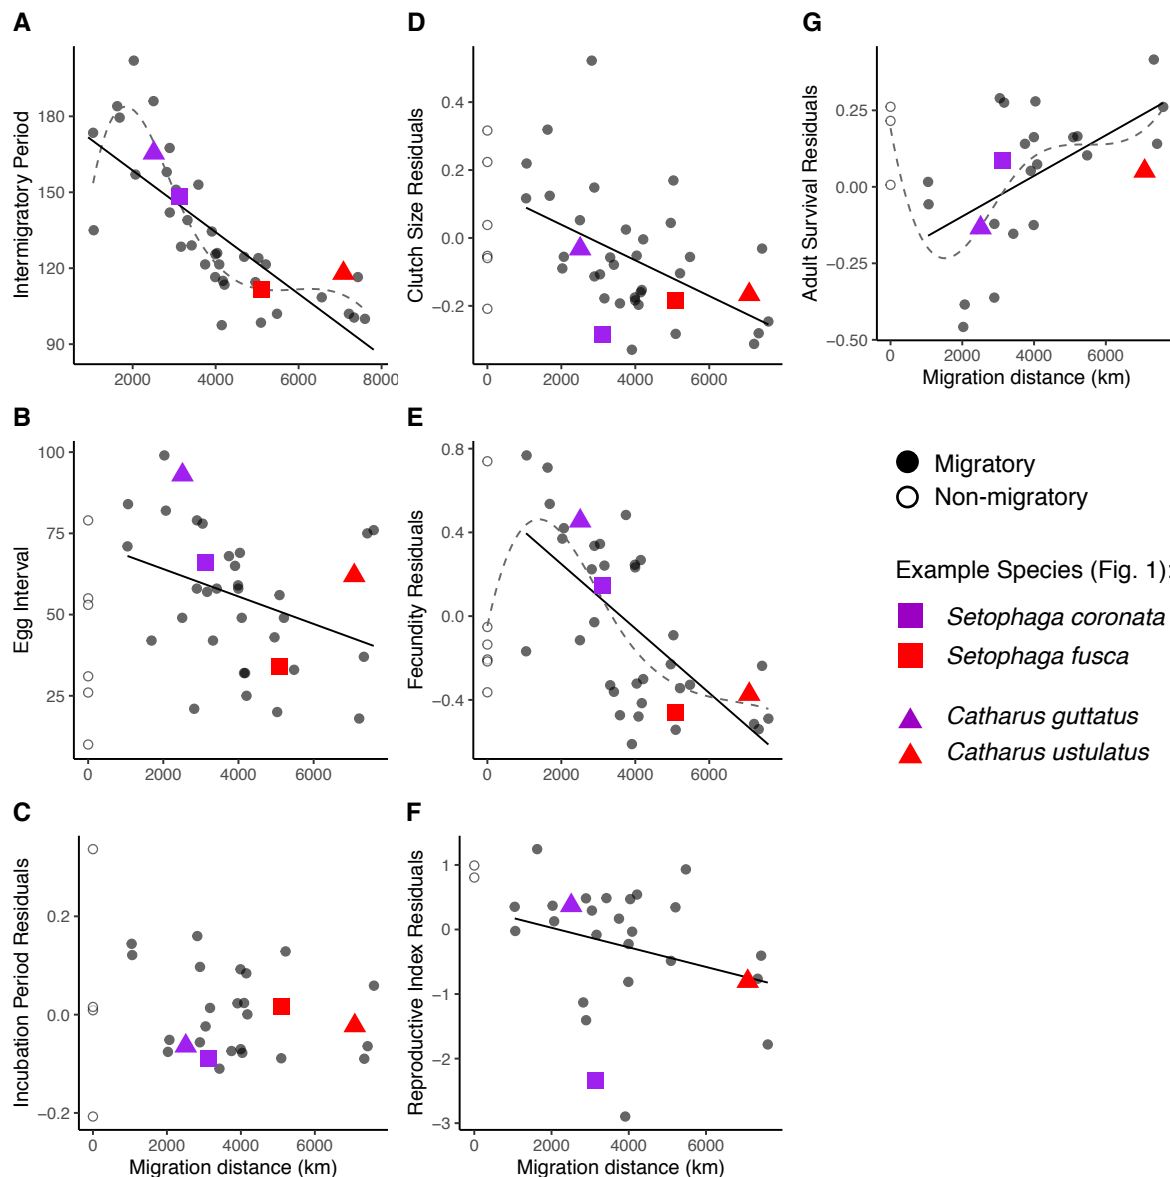 A
Intermigratory Period
180
150
120
90
2000
4000
6000
8000
D
Clutch Size Residuals
0.4
0.2
0.0
−0.2
0
2000
4000
6000
G
Adult Survival Residuals
0.25
0.00
−0.25
−0.50
0
2000
4000
6000
Migration distance (km)
B
Egg Interval
100
75
50
25
0
2000
4000
6000
E
Fecundity Residuals
0.8
0.4
0.0
−0.4
0
2000
4000
6000
Migratory
Non-migratory
Example Species (Fig. 1):
Setophaga coronata
Setophaga fusca
Catharus guttatus
Catharus ustulatus
C
Incubation Period Residuals
0.2
0.0
−0.2
0
2000
4000
6000
Migration distance (km)
F
Reproductive Index Residuals
1
0
−1
−2
−3
0
2000
4000
6000
Migration distance (km)